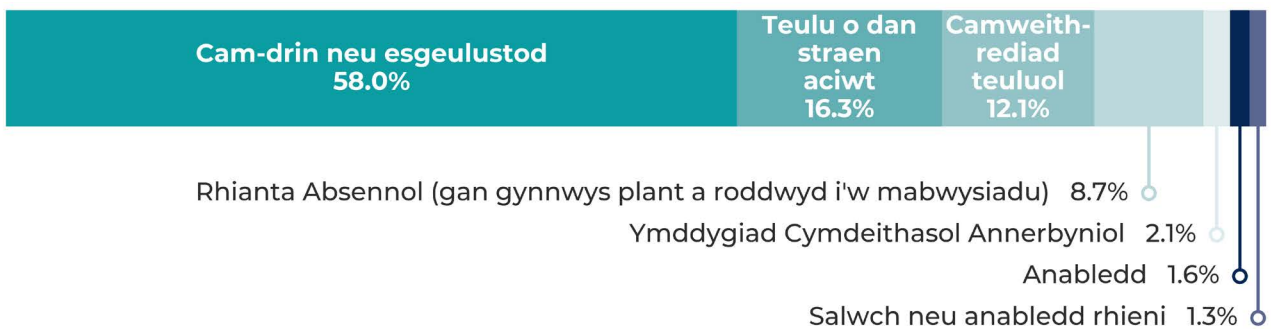 Cam-drin neu esgeulustod
58.0%
Teulu o dan
straen
aciwt
16.3%
Camweith-
rediad
teuluol
12.1%
Rhianta Absennol (gan gynnwys plant a roddwyd i'w mabwysiadu) 8.7%
Ymddygiad Cymdeithasol Annerbyniol 2.1%
Anabledd 1.6%
Salwch neu anabledd rhieni 1.3%